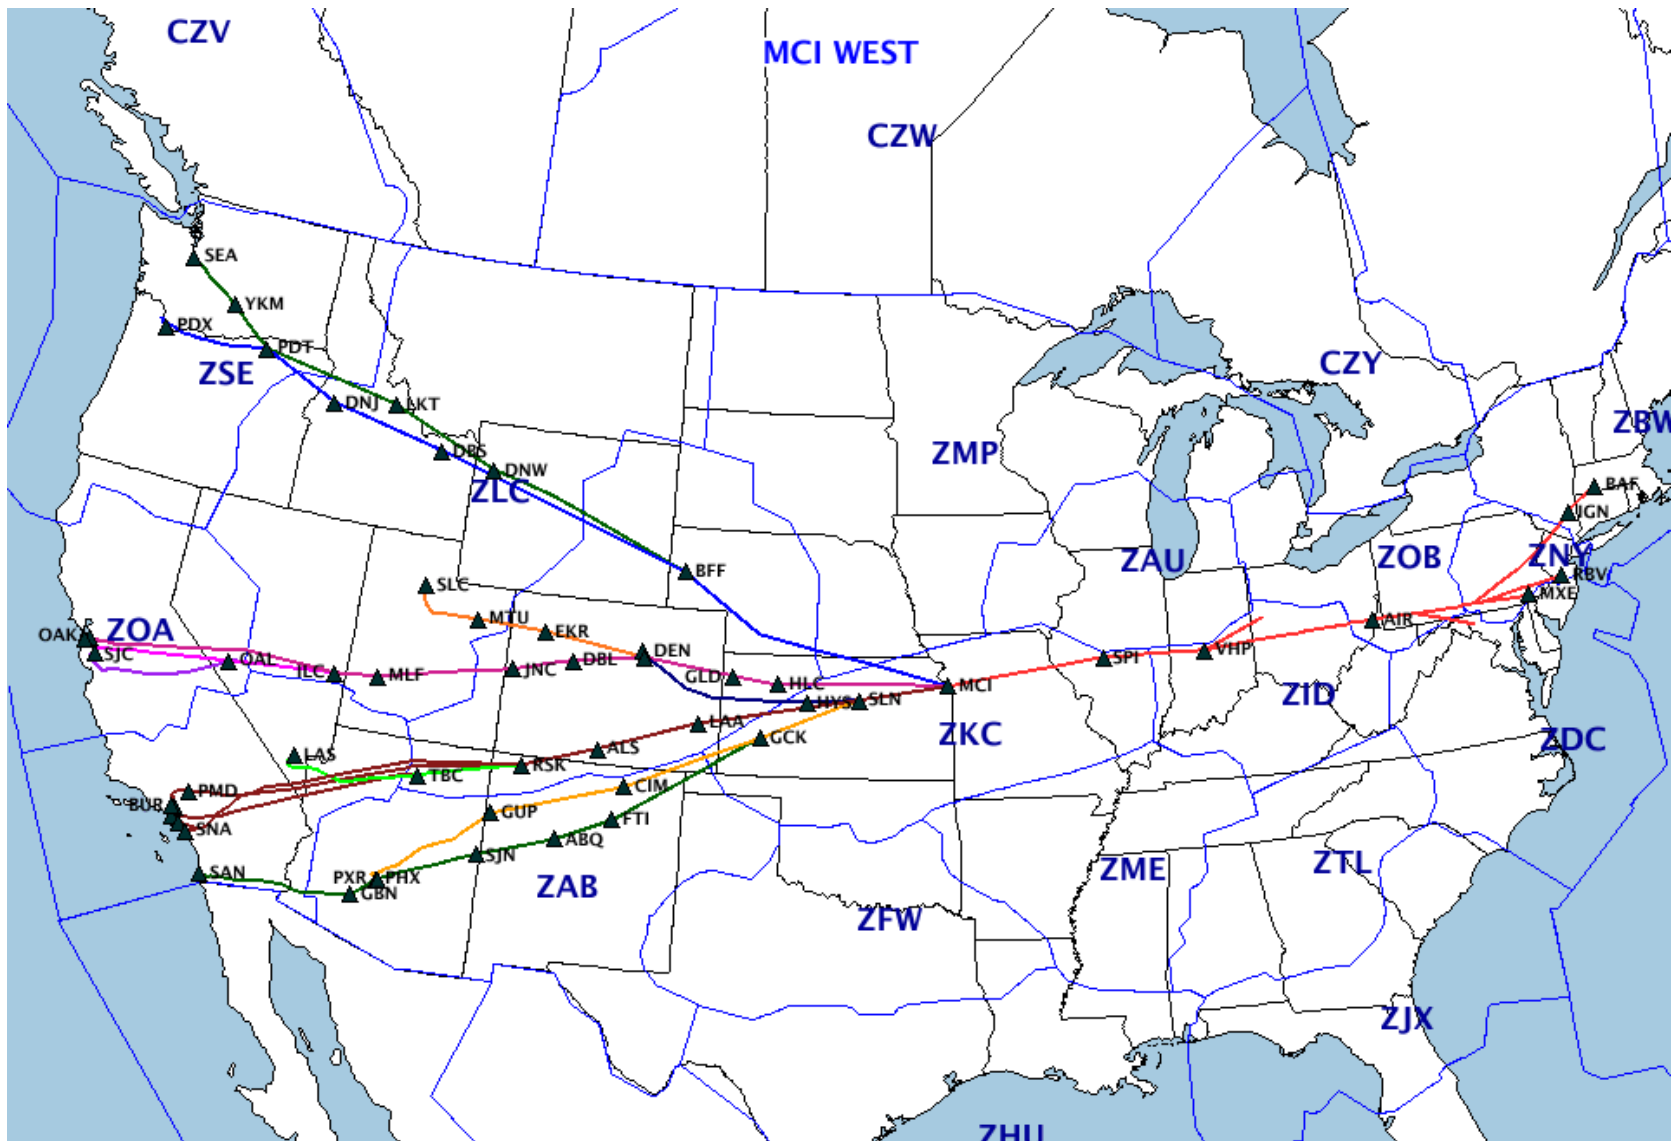 CZV
MCI WEST
CZW
SEA
YKM
PDX
PDT
ZSE
CZY
DNJ
LKT
ZBW
DBS
ZMP
DNW
ZLC
BAF
IGN
ZAU
ZOB
ZNY
BFF
RBV
SLC
MXE
MTU
AIR
OAK
ZOA
EKR
SJC
OAL
DEN
VHP
DBL
SPI
ILC
MLF
JNC
GLD
HLC
MCI
ZID
HYS
SLN
LAA
ZKC
GCK
ZDC
ALS
LAS
RSK
TBC
CIM
PMD
BUR
GUP
FTI
SNA
ABQ
SJN
ZME
ZTL
SAN
PXR
PHX
GBN
ZAB
ZFW
ZJX
ZHU